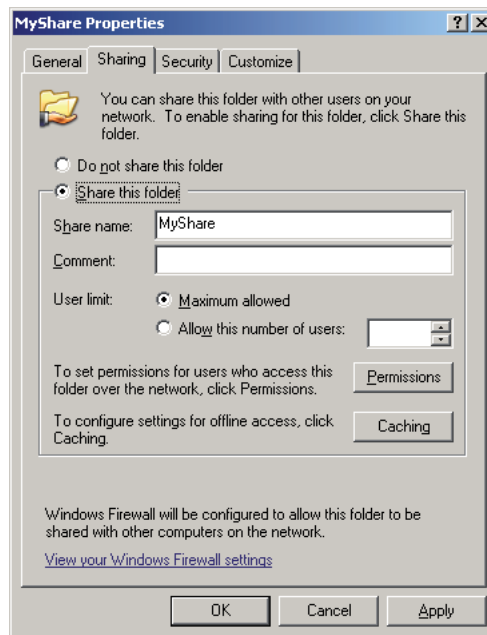 MyShare Properties
General Sharing Security Customize
You can share this folder with other users on your
network. To enable sharing for this folder, click Share this
folder.
Do not share this folder
Share this folder
Share name: MyShare
Comment:
User limit: Maximum allowed
Allow this number of users:
To set permissions for users who access this
folder over the network, click Permissions.
Permissions
To configure settings for offline access, click
Caching.
Caching
Windows Firewall will be configured to allow this folder to be
shared with other computers on the network.
View your Windows Firewall settings
OK Cancel Apply